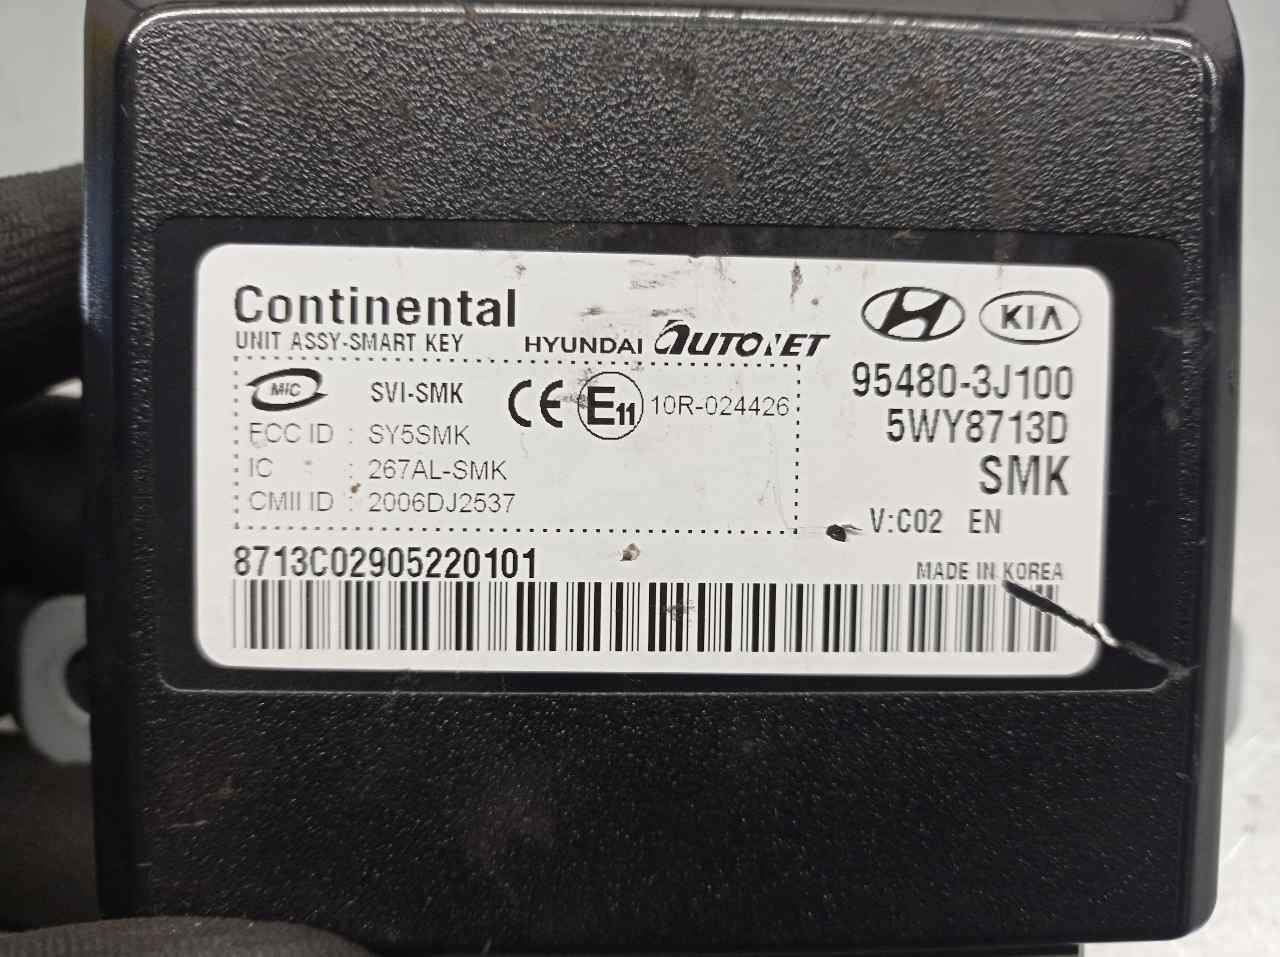 Continental
UNIT ASSY-SMART KEY
HYUNDAI AUTONET
KIA
95480-3J100
5WY8713D
SMK
V:C02 EN
MIC SVI-SMK
CE E11 10R-024426
FCC ID : SY5SMK
IC : 267AL-SMK
CMII ID : 2006DJ2537
8713C02905220101
MADE IN KOREA